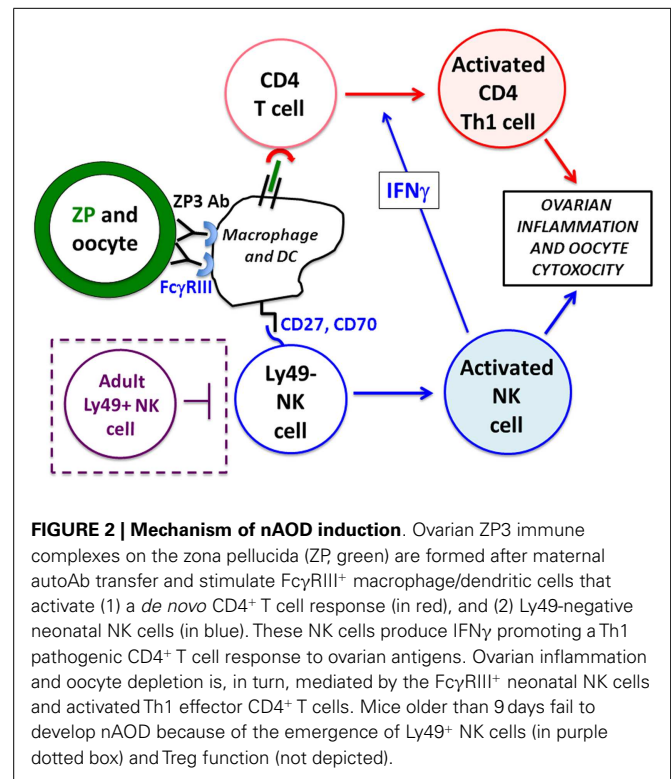 CD4
T cell
Activated
CD4
Th1 cell
ZP3 Ab
ZP and
oocyte
IFNγ
Macrophage
and DC
OVARIAN
INFLAMMATION
AND OOCYTE
CYTOXOCITY
FcγRIII
CD27, CD70
Adult
Ly49+ NK
cell
Ly49-
NK
cell
Activated
NK
cell
FIGURE 2 | Mechanism of nAOD induction. Ovarian ZP3 immune
complexes on the zona pellucida (ZP, green) are formed after maternal
autoAb transfer and stimulate FcγRIII⁺ macrophage/dendritic cells that
activate (1) a de novo CD4⁺ T cell response (in red), and (2) Ly49-negative
neonatal NK cells (in blue). These NK cells produce IFNγ promoting a Th1
pathogenic CD4⁺ T cell response to ovarian antigens. Ovarian inflammation
and oocyte depletion is, in turn, mediated by the FcγRIII⁺ neonatal NK cells
and activated Th1 effector CD4⁺ T cells. Mice older than 9 days fail to
develop nAOD because of the emergence of Ly49⁺ NK cells (in purple
dotted box) and Treg function (not depicted).